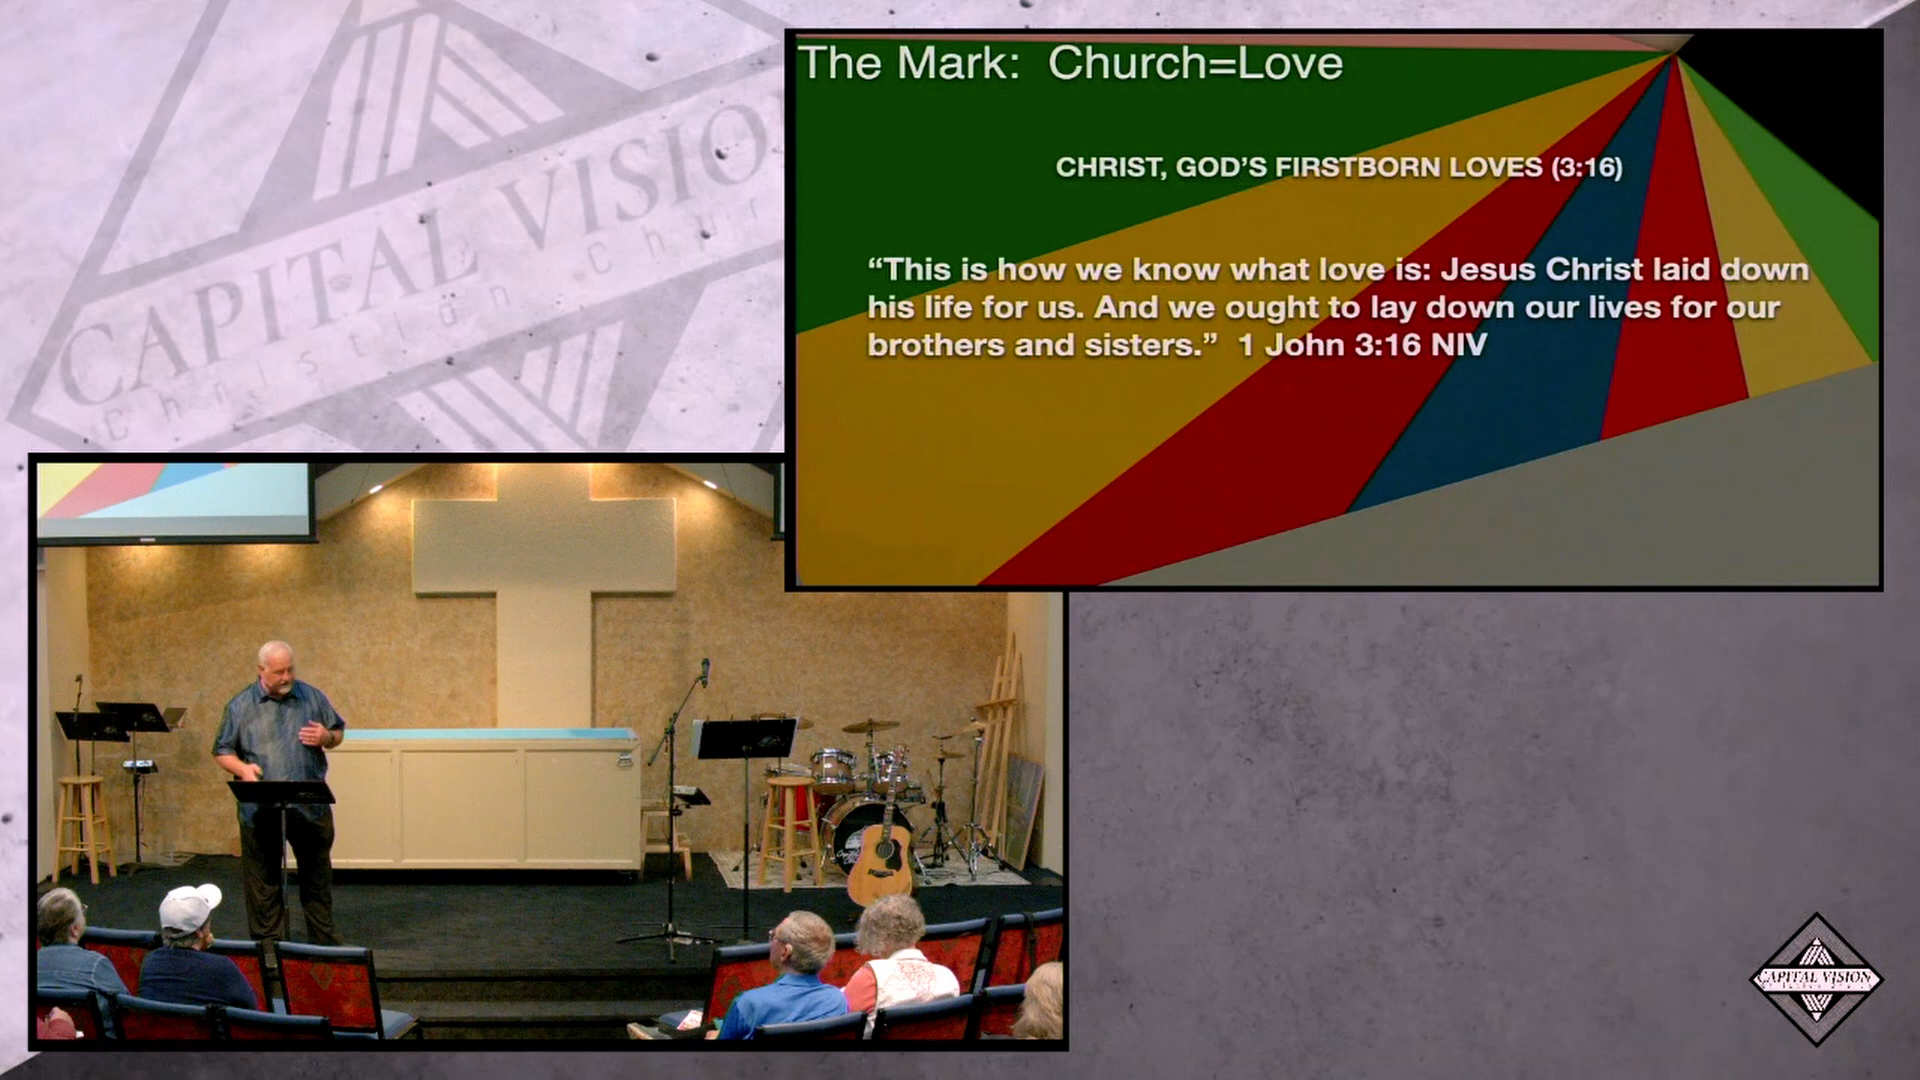 CAPITAL VISIO
Christian Chur
The Mark:  Church=Love
CHRIST, GOD’S FIRSTBORN LOVES (3:16)
“This is how we know what love is: Jesus Christ laid down
his life for us. And we ought to lay down our lives for our
brothers and sisters.”  1 John 3:16 NIV
CAPITAL VISION